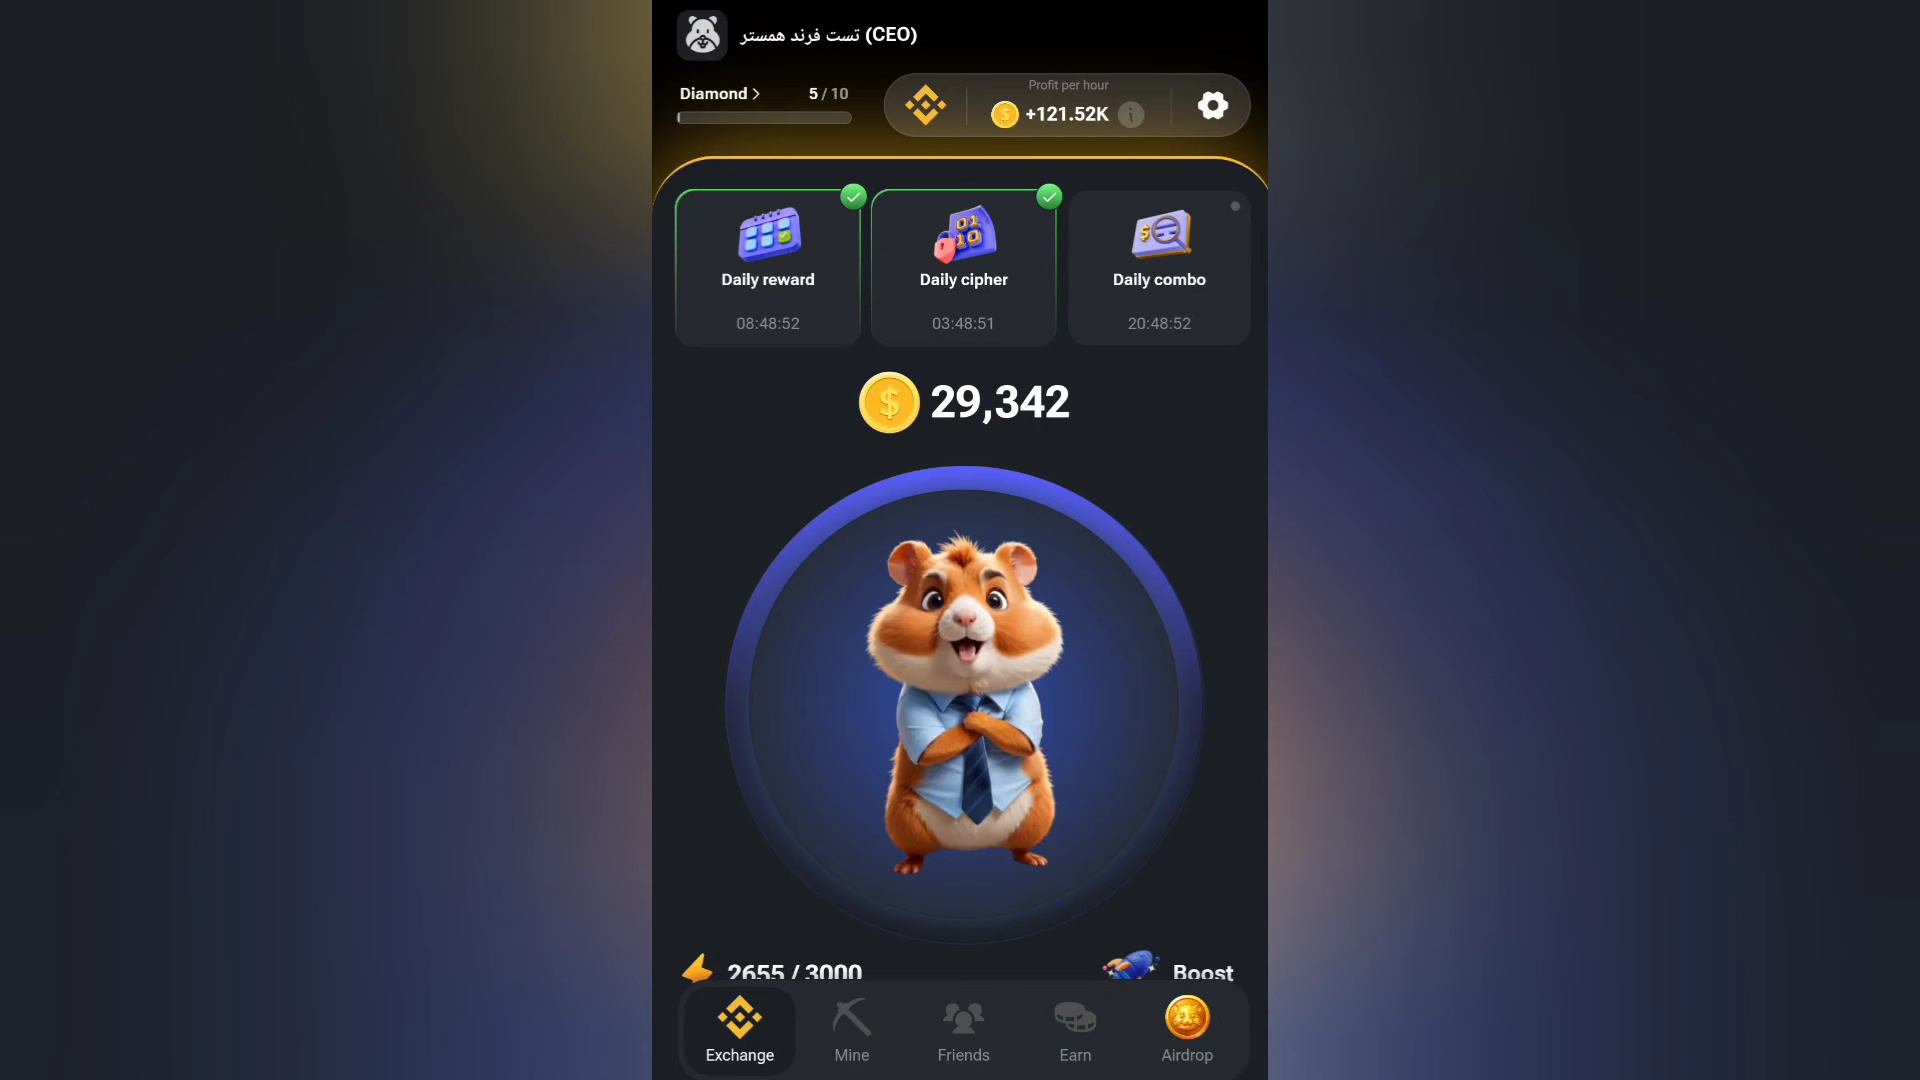 تست فرند همستر (CEO)
Diamond >
5 / 10
Profit per hour
+121.52K
Daily reward
08:48:52
Daily cipher
03:48:51
Daily combo
20:48:52
29,342
2655 / 3000
Boost
Exchange
Mine
Friends
Earn
Airdrop